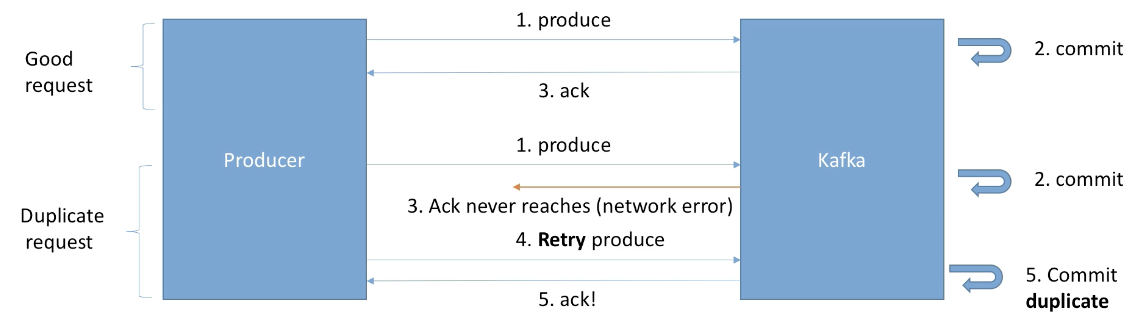 1. produce
Good
request
2. commit
3. ack
Producer
Kafka
1. produce
2. commit
3. Ack never reaches (network error)
Duplicate
request
4. Retry produce
5. Commit
duplicate
5. ack!